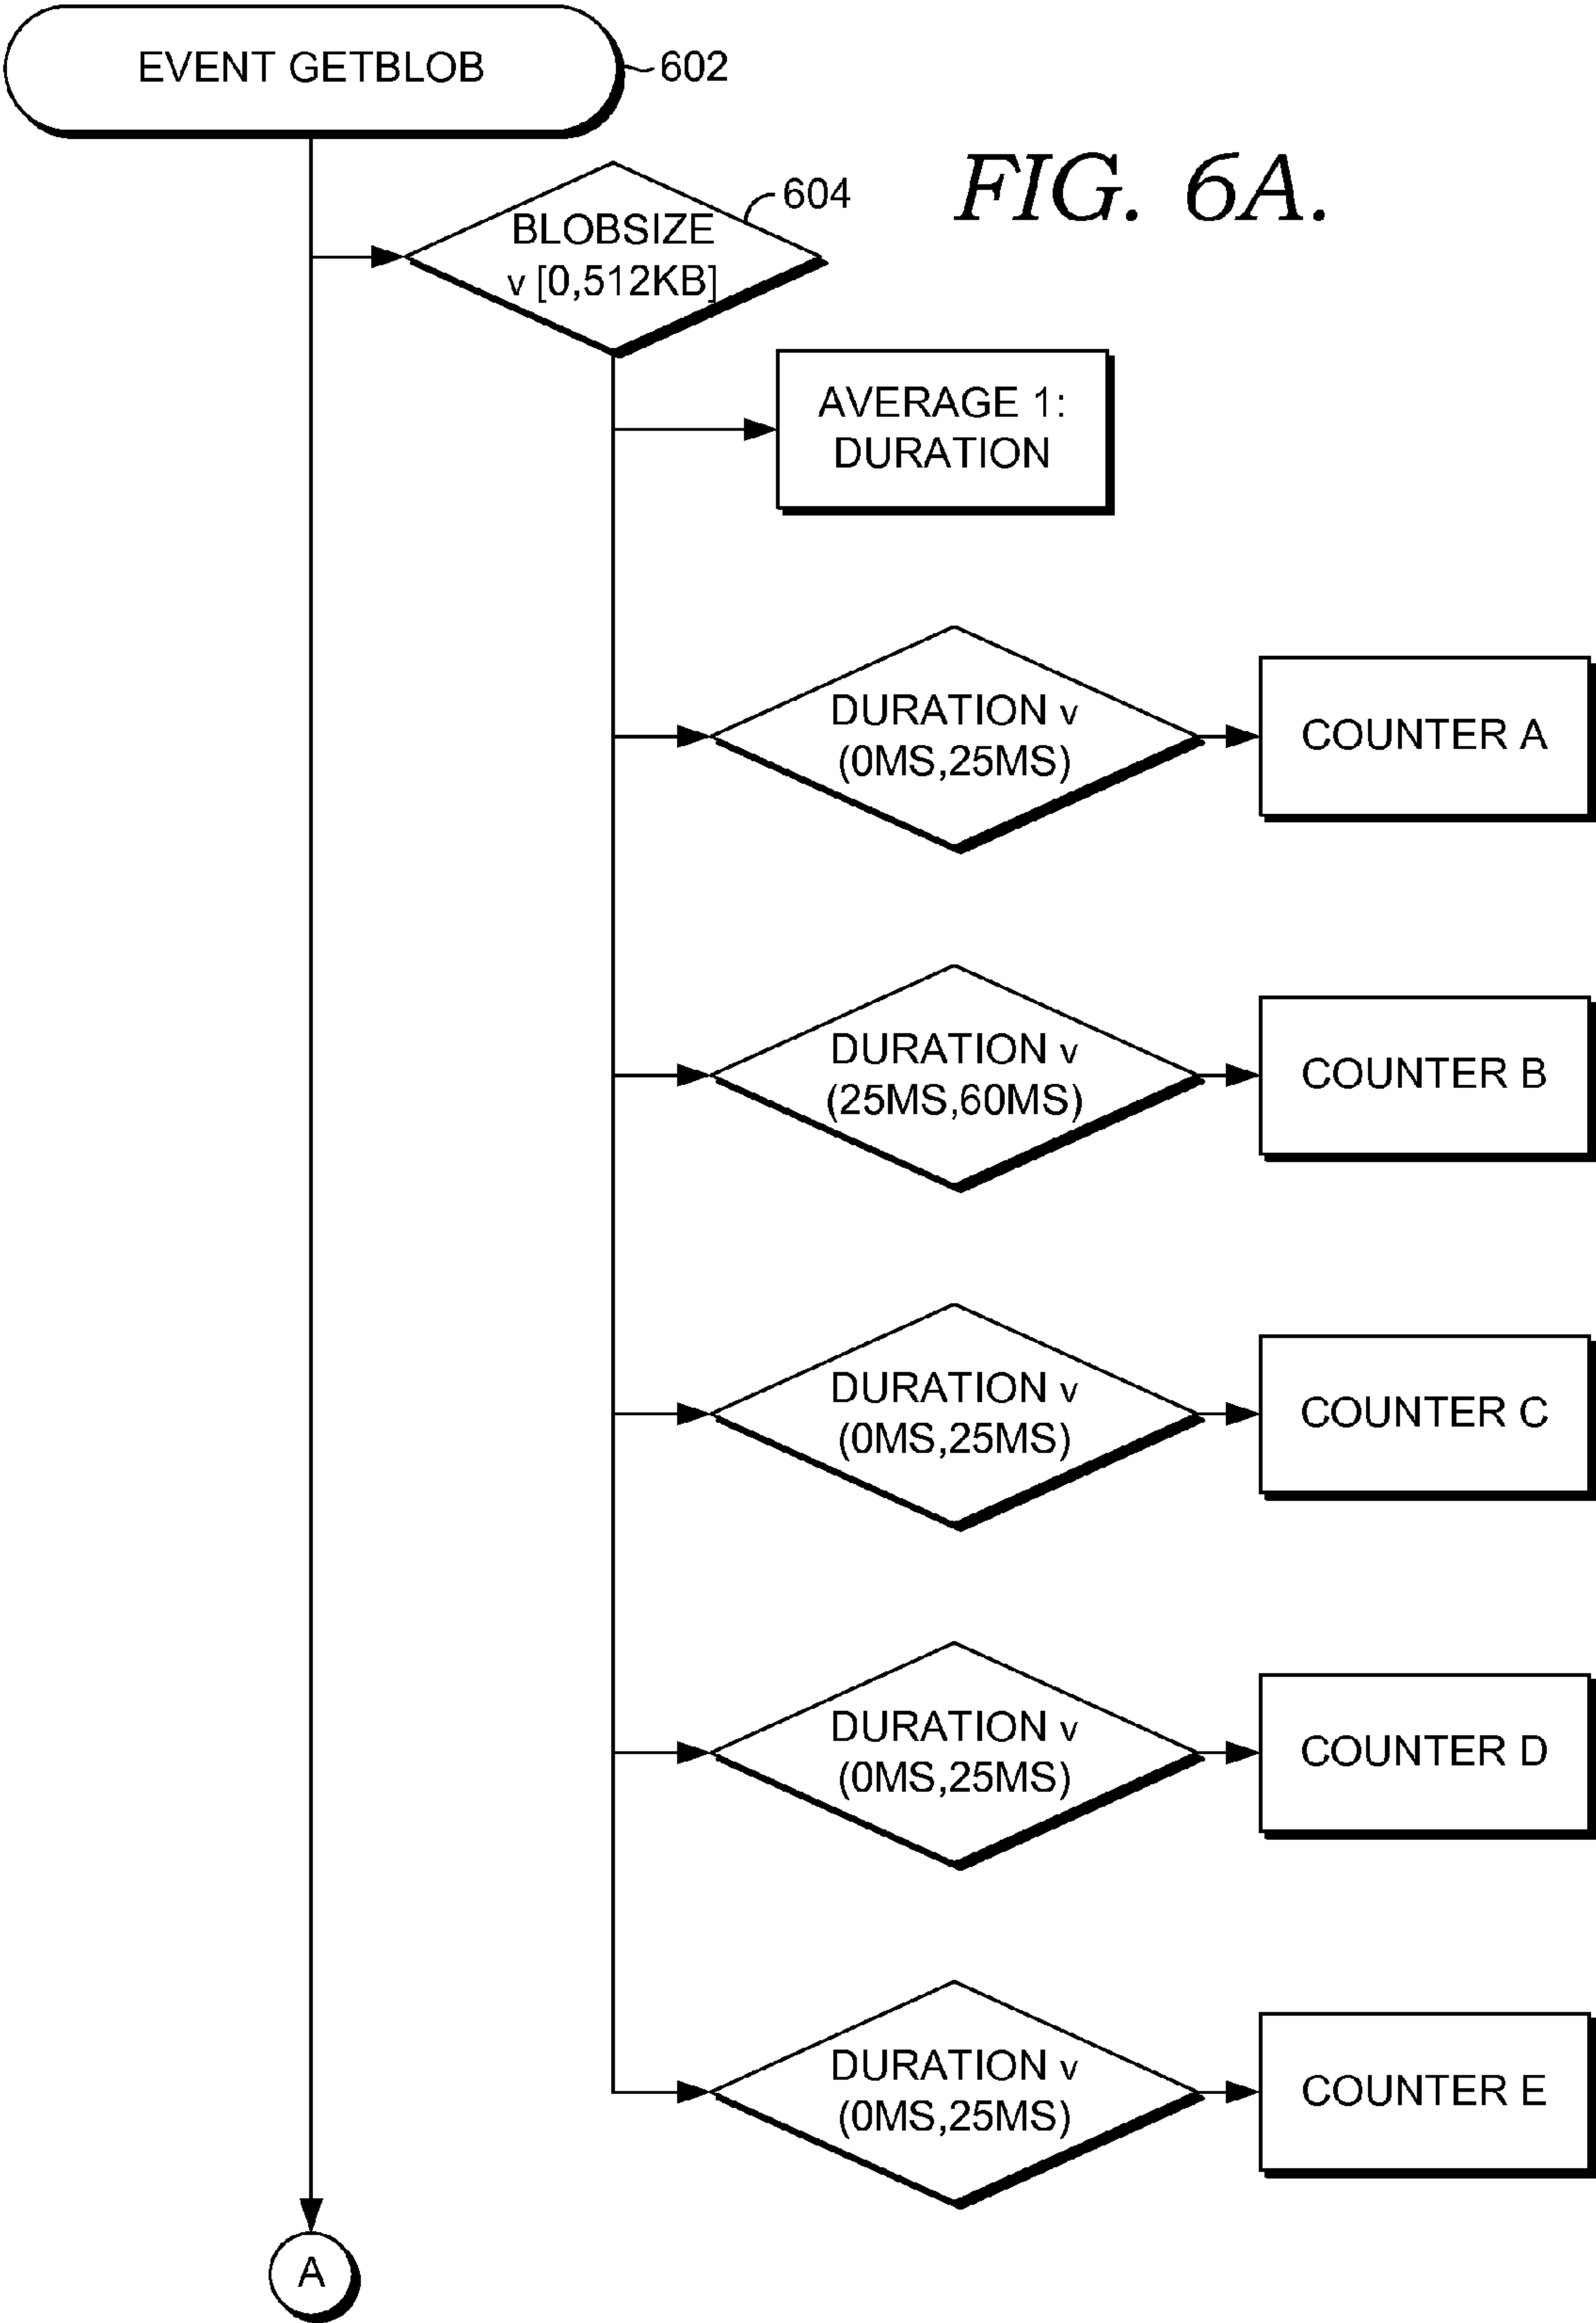 EVENT GETBLOB
602
FIG. 6A.
604
BLOBSIZE
v [0,512KB]
AVERAGE 1:
DURATION
DURATION v
(0MS,25MS)
COUNTER A
DURATION v
(25MS,60MS)
COUNTER B
DURATION v
(0MS,25MS)
COUNTER C
DURATION v
(0MS,25MS)
COUNTER D
DURATION v
(0MS,25MS)
COUNTER E
A